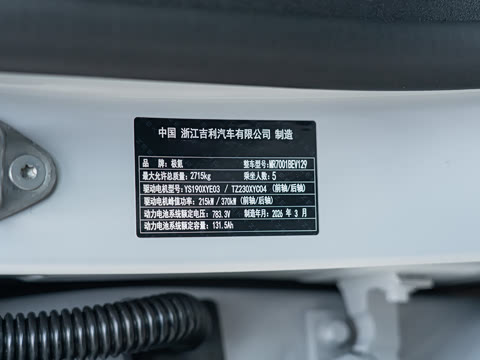 中国 浙江吉利汽车有限公司 制造
品牌：极氪 整车型号：MR7001BEV129
最大允许总质量：2715kg 乘坐人数：5
驱动电机型号：YS190XYE03 / TZ230XYC04 (前轴/后轴)
驱动电机峰值功率：215kW / 370kW (前轴/后轴)
动力电池系统额定电压：783.3V 制造年月：2026 年 3 月
动力电池系统额定容量：131.5Ah